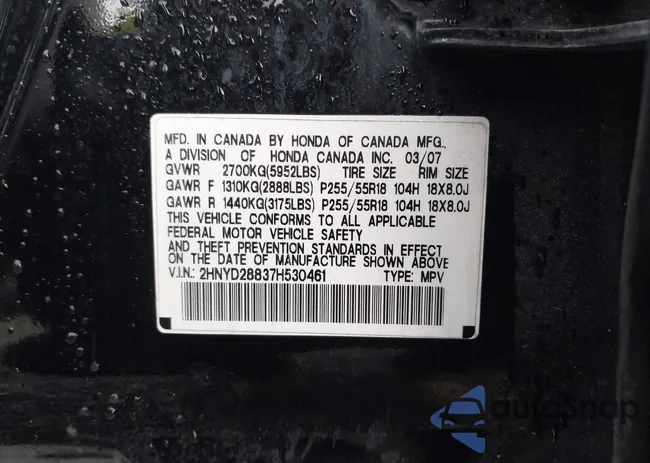 MFD. IN CANADA BY HONDA OF CANADA MFG.,
A DIVISION OF HONDA CANADA INC. 03/07
GVWR 2700KG(5952LBS) TIRE SIZE RIM SIZE
GAWR F 1310KG(2888LBS) P255/55R18 104H 18X8.0J
GAWR R 1440KG(3175LBS) P255/55R18 104H 18X8.0J
THIS VEHICLE CONFORMS TO ALL APPLICABLE
FEDERAL MOTOR VEHICLE SAFETY
AND THEFT PREVENTION STANDARDS IN EFFECT
ON THE DATE OF MANUFACTURE SHOWN ABOVE
V.I.N.: 2HNYD28837H530461 TYPE: MPV
autoSnap